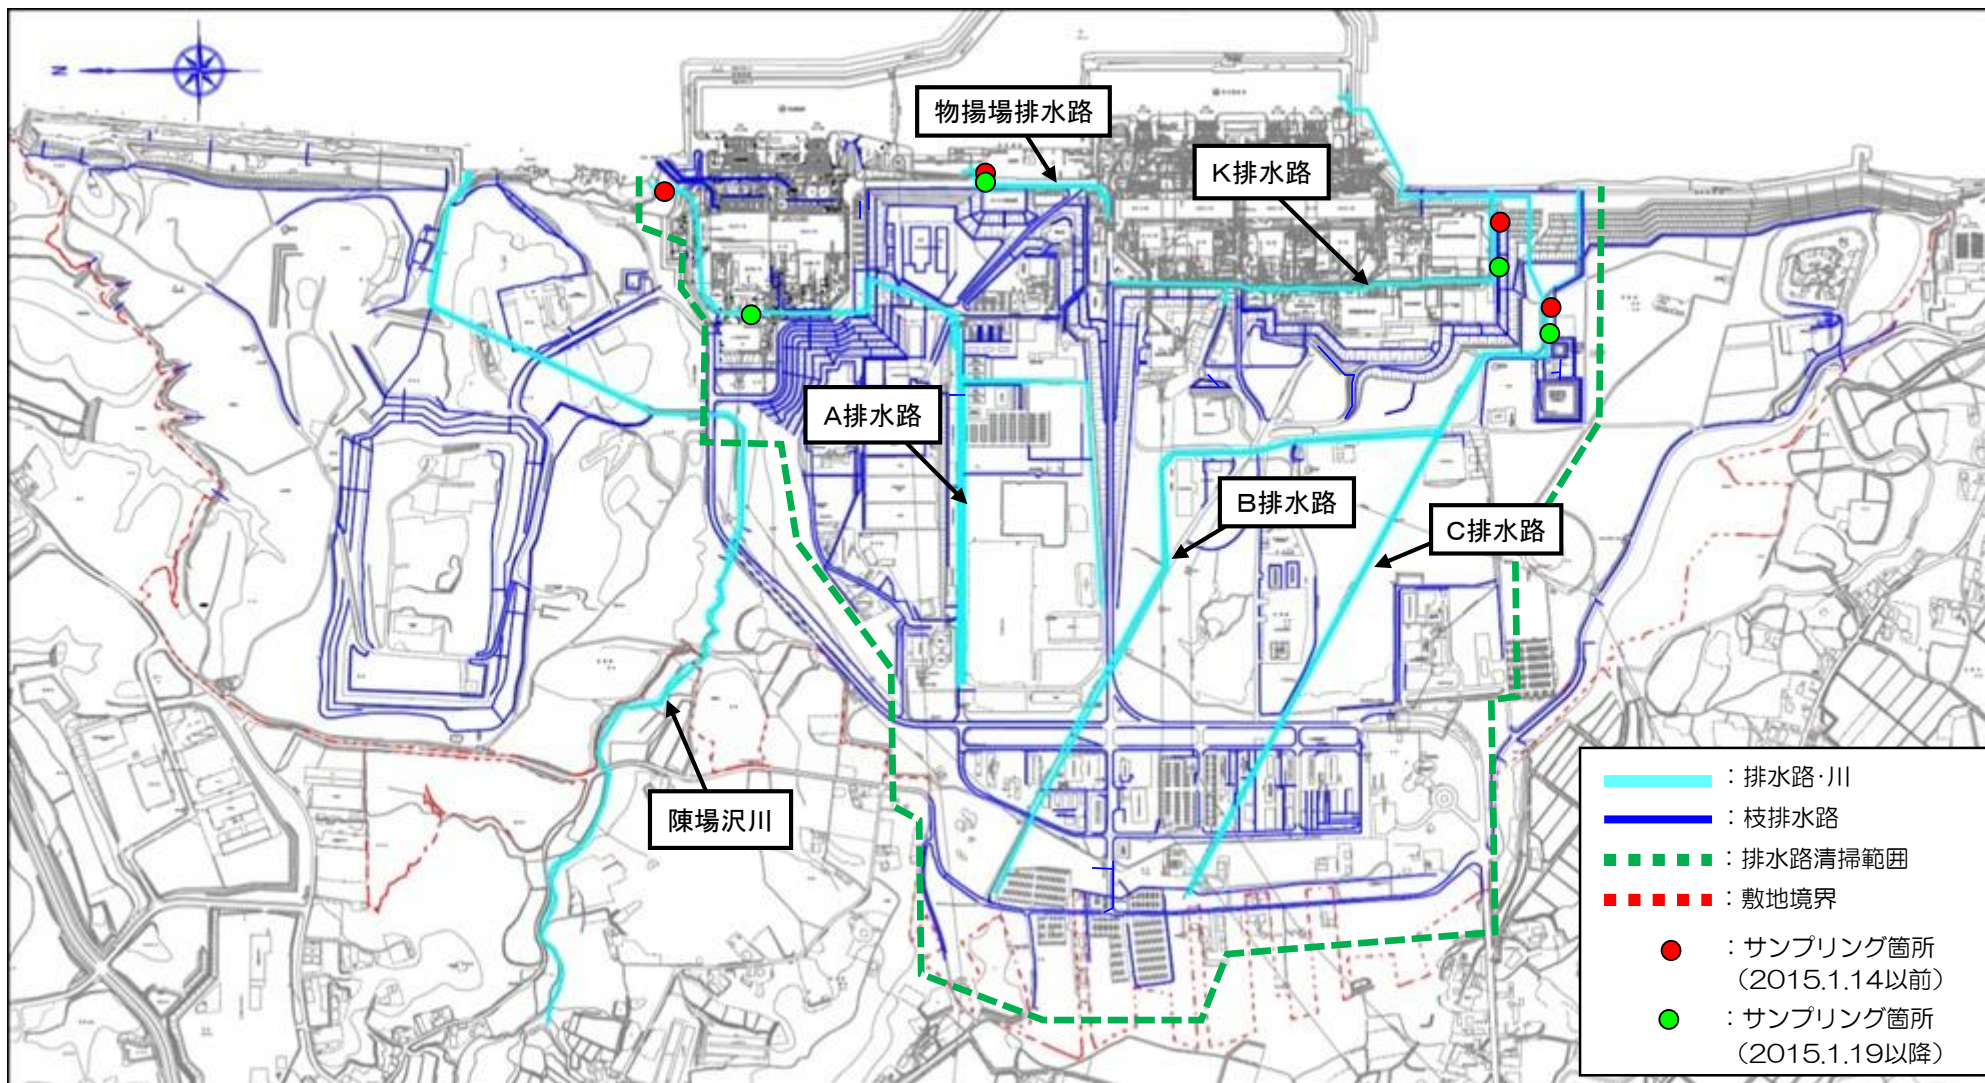 N
物揚場排水路
K排水路
A排水路
B排水路
C排水路
陳場沢川
：排水路・川
：枝排水路
：排水路清掃範囲
：敷地境界
：サンプリング箇所
（2015.1.14以前）
：サンプリング箇所
（2015.1.19以降）